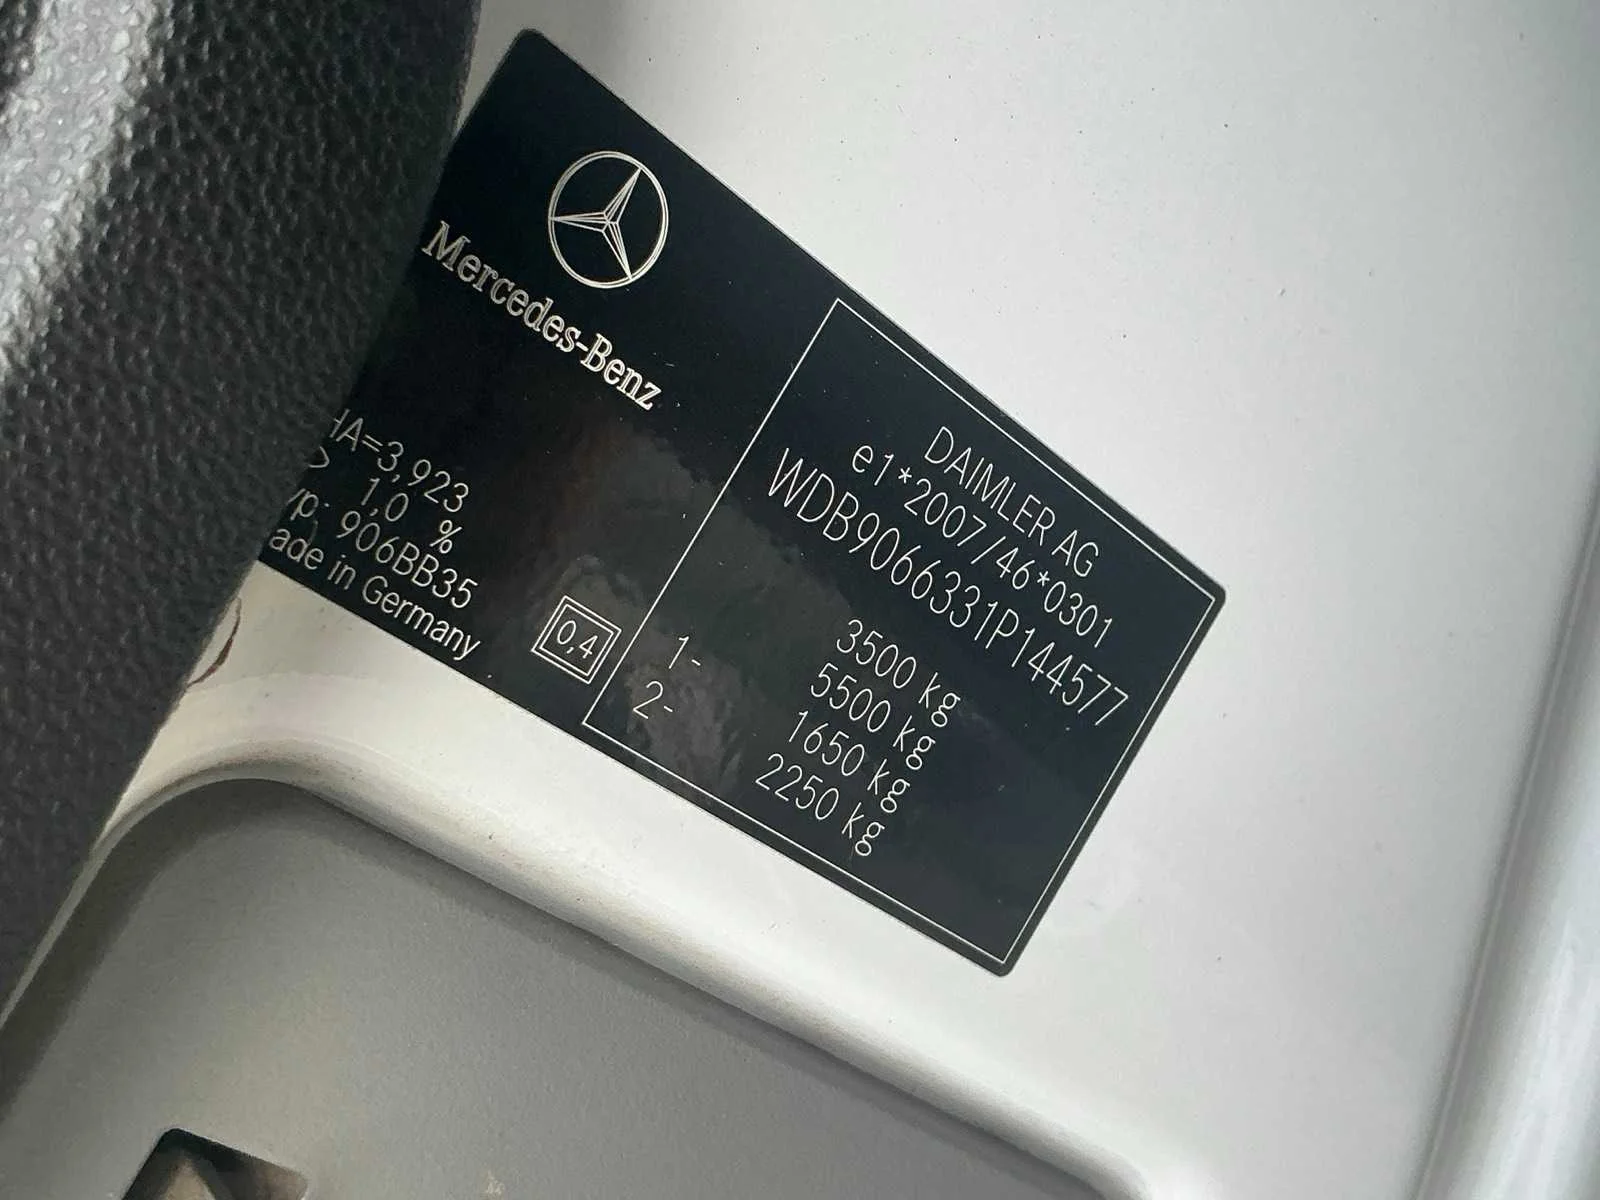 Mercedes-Benz
HA=3,923
> 1,0 %
yp: 906BB35
ade in Germany
0,4
DAIMLER AG
e1*2007/46*0301
WDB9066331P144577
3500 kg
5500 kg
1- 1650 kg
2- 2250 kg